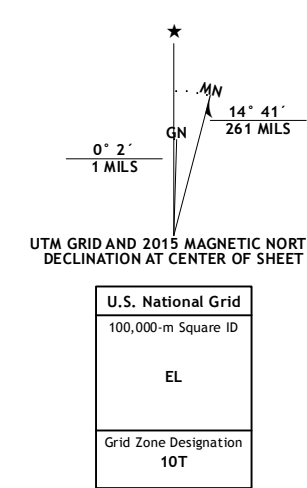 ★
MN
GN
14° 41´
261 MILS
0° 2´
1 MILS
UTM GRID AND 2015 MAGNETIC NORT
DECLINATION AT CENTER OF SHEET
U.S. National Grid
100,000-m Square ID
EL
Grid Zone Designation
10T